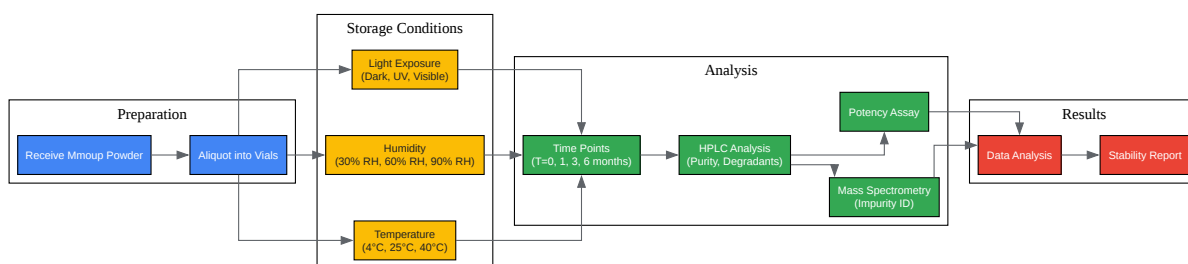 Preparation
Receive Mmoup Powder
Aliquot into Vials
Storage Conditions
Light Exposure
(Dark, UV, Visible)
Humidity
(30% RH, 60% RH, 90% RH)
Temperature
(4°C, 25°C, 40°C)
Analysis
Time Points
(T=0, 1, 3, 6 months)
HPLC Analysis
(Purity, Degradants)
Potency Assay
Mass Spectrometry
(Impurity ID)
Results
Data Analysis
Stability Report